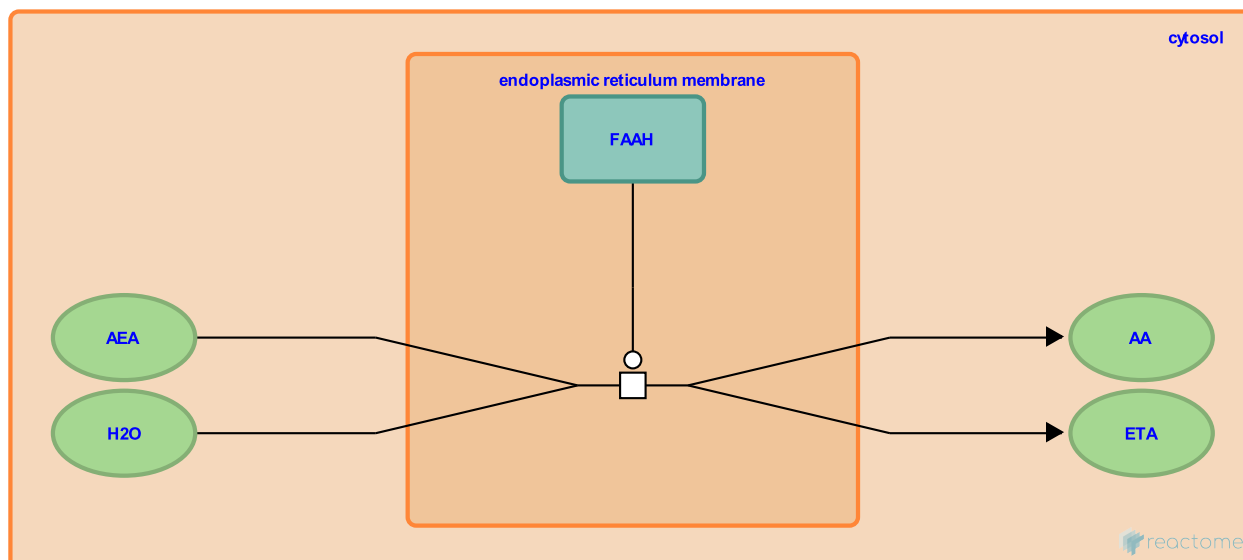 cytosol
endoplasmic reticulum membrane
FAAH
AEA
AA
H2O
ETA
reactome